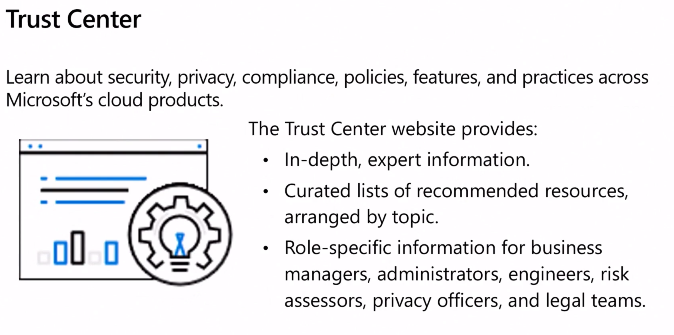 Trust Center
Learn about security, privacy, compliance, policies, features, and practices across
Microsoft's cloud products.
The Trust Center website provides:
• In-depth, expert information.
• Curated lists of recommended resources,
arranged by topic.
• Role-specific information for business
managers, administrators, engineers, risk
assessors, privacy officers, and legal teams.